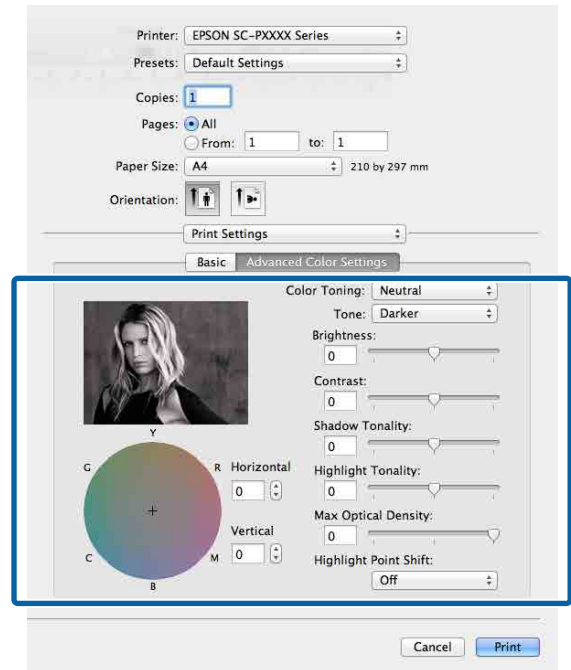 Printer: EPSON SC-PXXXX Series
Presets: Default Settings
Copies: 1
Pages: All
From: 1 to: 1
Paper Size: A4 210 by 297 mm
Orientation:
Print Settings
Basic Advanced Color Settings
Color Toning: Neutral
Tone: Darker
Brightness:
0
Contrast:
0
Shadow Tonality:
0
Highlight Tonality:
0
Max Optical Density:
0
Highlight Point Shift:
Off
Y
G R
C M
B
Horizontal
0
Vertical
0
Cancel Print